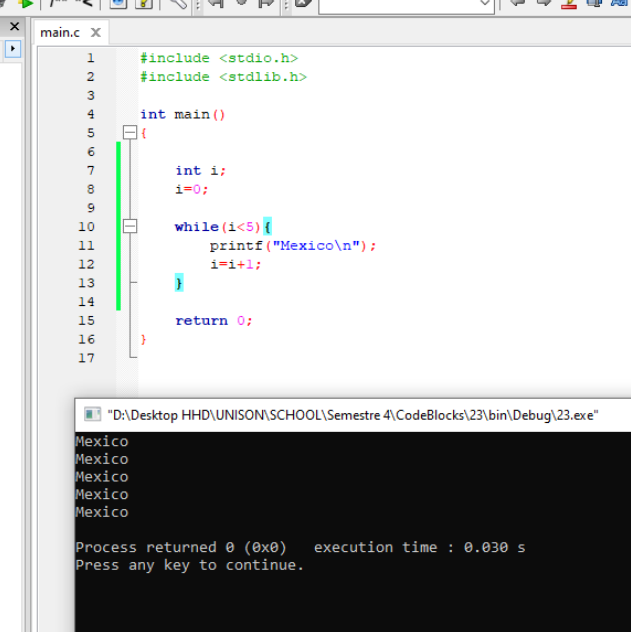 main.c X
1 #include <stdio.h>
2 #include <stdlib.h>
3
4 int main()
5 {
6
7 int i;
8 i=0;
9
10 while(i<5){
11 printf("Mexico\n");
12 i=i+1;
13 }
14
15 return 0;
16 }
17
"D:\Desktop HHD\UNISON\SCHOOL\Semestre 4\CodeBlocks\23\bin\Debug\23.exe"
Mexico
Mexico
Mexico
Mexico
Mexico
Process returned 0 (0x0) execution time : 0.030 s
Press any key to continue.